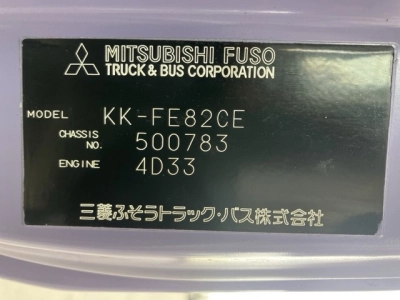 MITSUBISHI FUSO
TRUCK & BUS CORPORATION
MODEL KK-FE82CE
CHASSIS NO. 500783
ENGINE 4D33
三菱ふそうトラック・バス株式会社